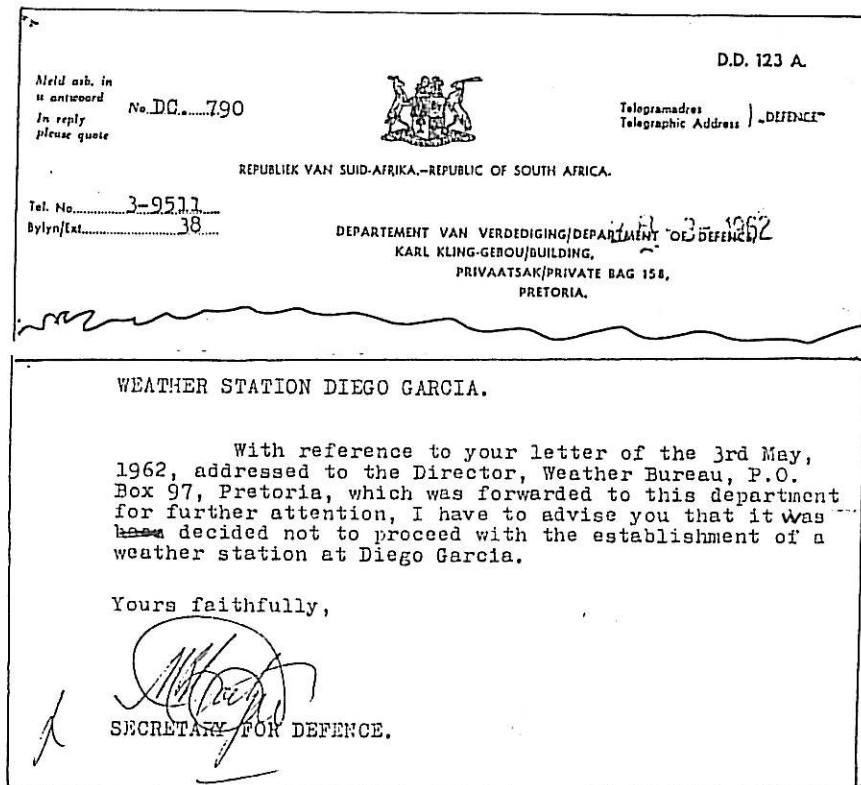 D.D. 123 A.
Meld asb. in
u antwoord
In reply
please quote
No. D.C. 790
Telegramadres
Telegraphic Address
„DEFENCE"
REPUBLIEK VAN SUID-AFRIKA.—REPUBLIC OF SOUTH AFRICA.
Tel. No. 3-9511
Bylyn/Ext. 38
DEPARTEMENT VAN VERDEDIGING/DEPARTMENT OF DEFENCE,
1962
KARL KLING-GEBOU/BUILDING,
PRIVAATSAK/PRIVATE BAG 158,
PRETORIA.
WEATHER STATION DIEGO GARCIA.
With reference to your letter of the 3rd May,
1962, addressed to the Director, Weather Bureau, P.O.
Box 97, Pretoria, which was forwarded to this department
for further attention, I have to advise you that it was
decided not to proceed with the establishment of a
weather station at Diego Garcia.
Yours faithfully,
SECRETARY FOR DEFENCE.